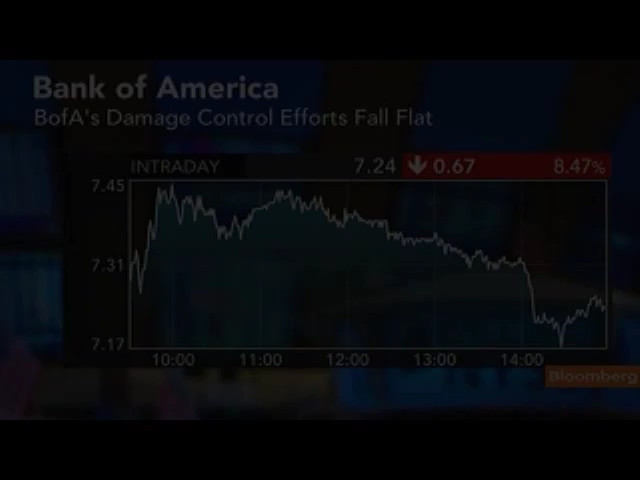 Bank of America
BofA's Damage Control Efforts Fall Flat
INTRADAY 7.24 0.67 8.47%
7.45
7.31
7.17
10:00 11:00 12:00 13:00 14:00
Bloomberg